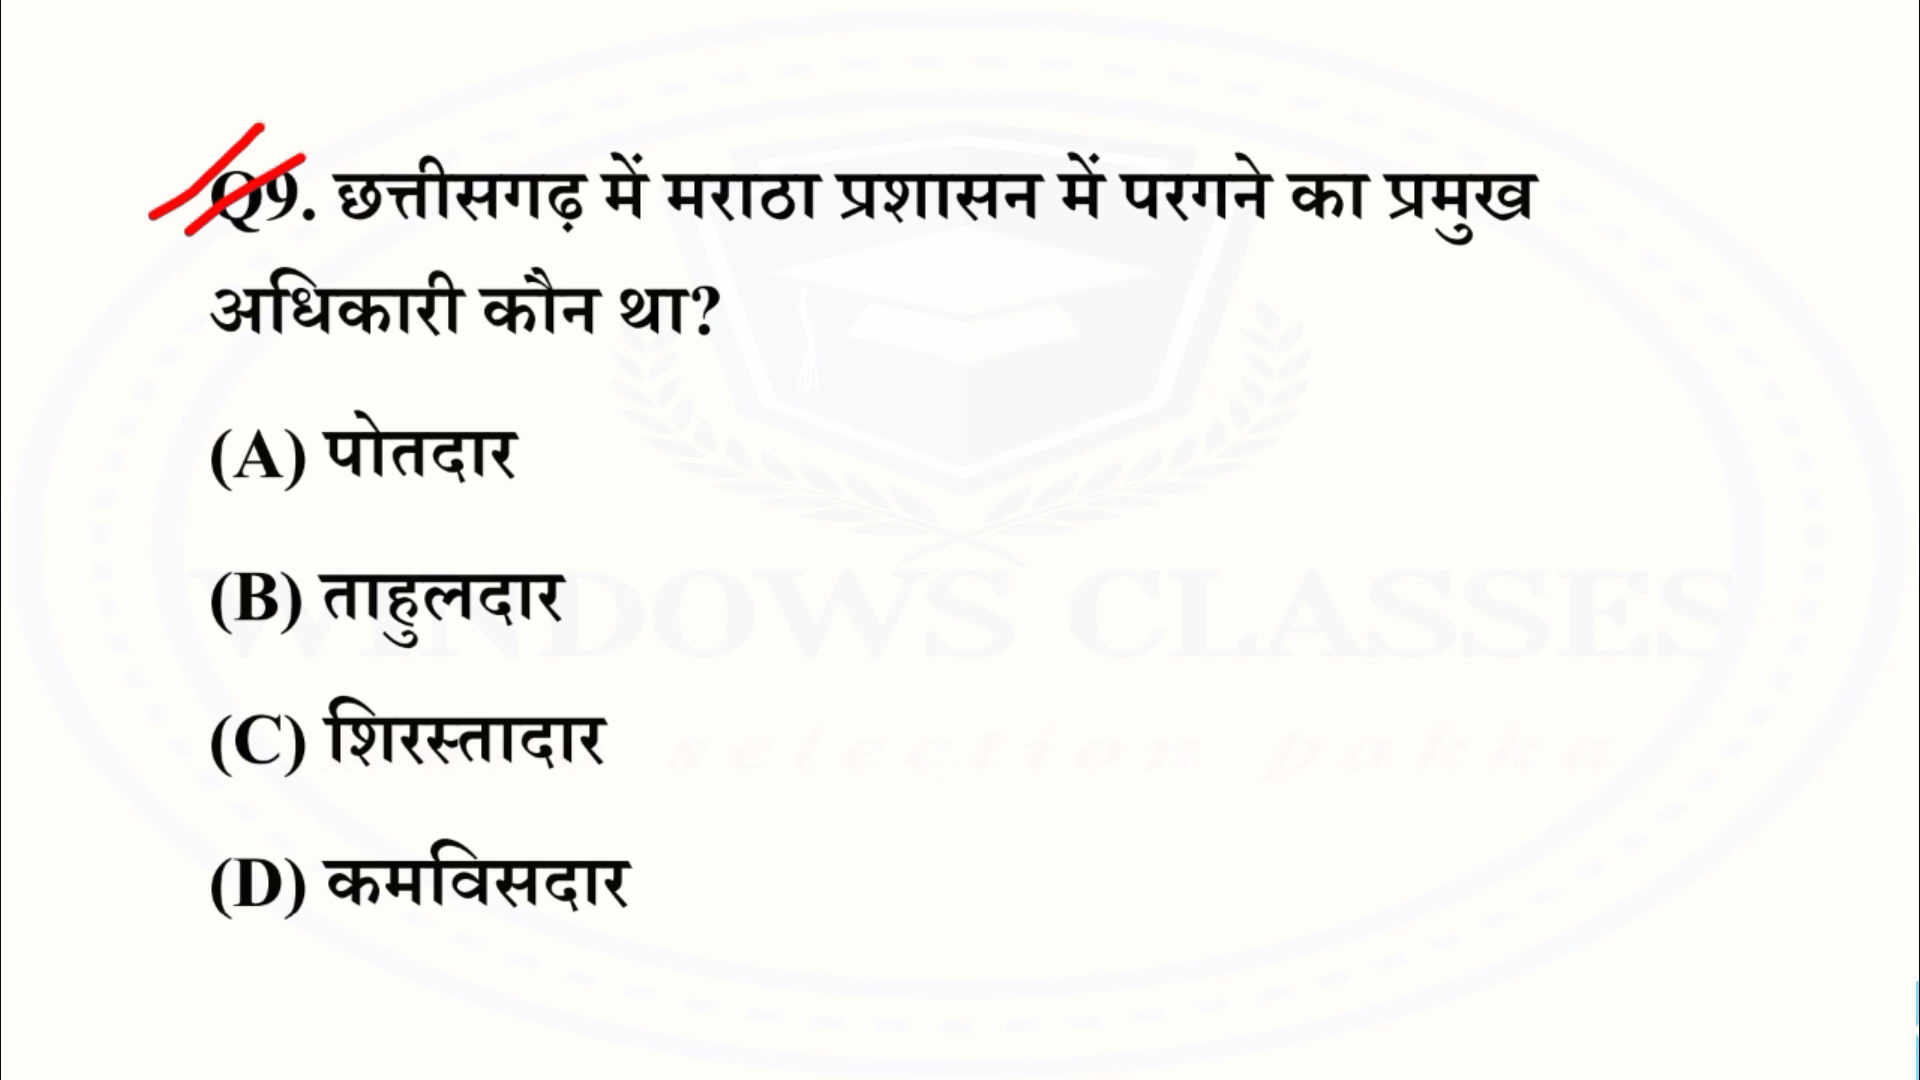 Q9. छत्तीसगढ़ में मराठा प्रशासन में परगने का प्रमुख
अधिकारी कौन था?
(A) पोतदार
(B) ताहुलदार
WINDOWS CLASSES
(C) शिरस्तादार
selection pakka
(D) कमविसदार